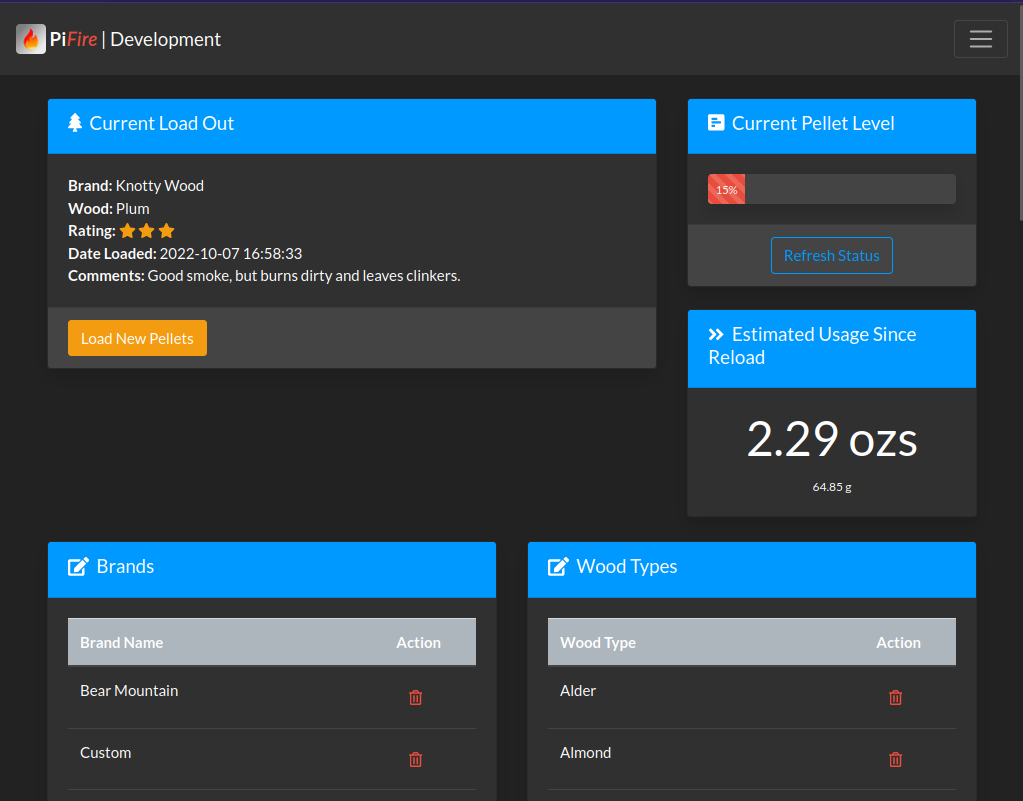 PiFire | Development
Current Load Out
Brand: Knotty Wood
Wood: Plum
Rating:
Date Loaded: 2022-10-07 16:58:33
Comments: Good smoke, but burns dirty and leaves clinkers.
Load New Pellets
Current Pellet Level
15%
Refresh Status
Estimated Usage Since
Reload
2.29 ozs
64.85 g
Brands
Brand Name Action
Bear Mountain
Custom
Wood Types
Wood Type Action
Alder
Almond